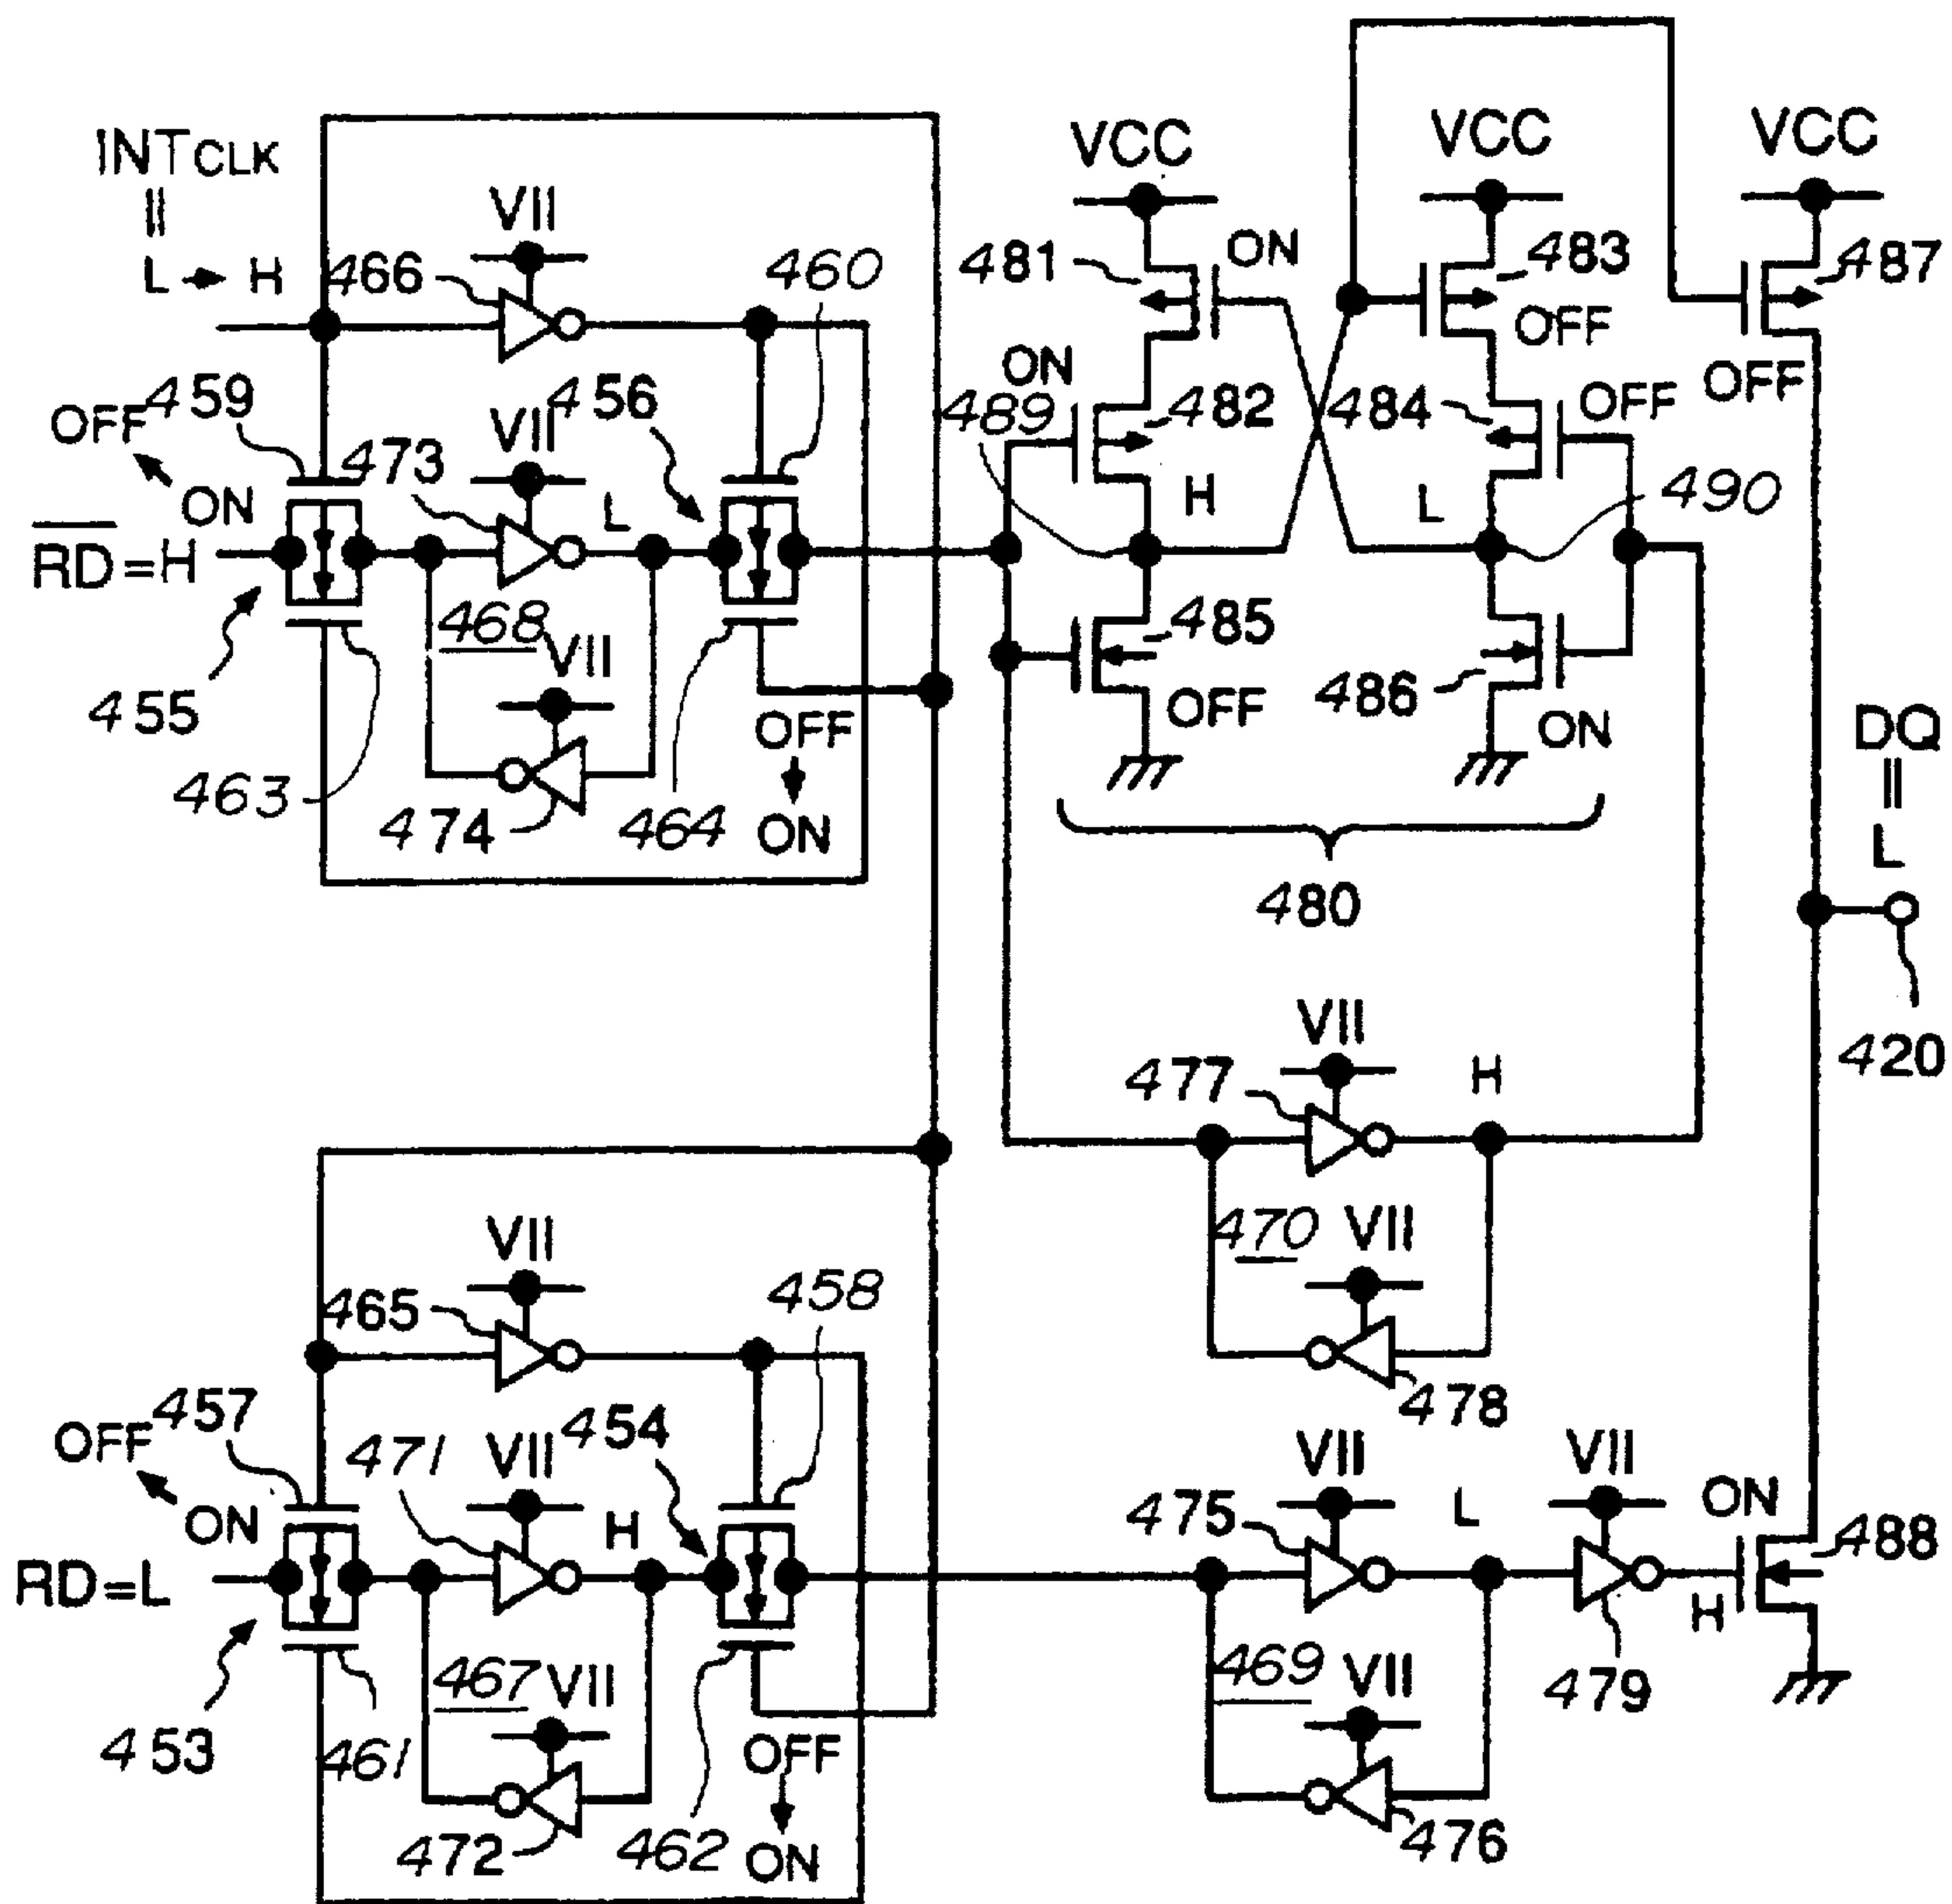 INTCLK
||
L → H
466
VII
460
VCC
VCC
VCC
481
ON
483
OFF
487
OFF
OFF
459
ON
473
VII
456
L
ON
489
482
H
484
OFF
L
490
RD = H
455
463
468
VII
474
464
OFF
ON
485
OFF
486
ON
480
DQ
||
L
420
477
VII
H
470
VII
478
465
VII
458
OFF
457
ON
471
VII
454
H
RD = L
453
461
467
VII
472
462
OFF
ON
475
VII
L
VII
ON
488
H
479
469
VII
476